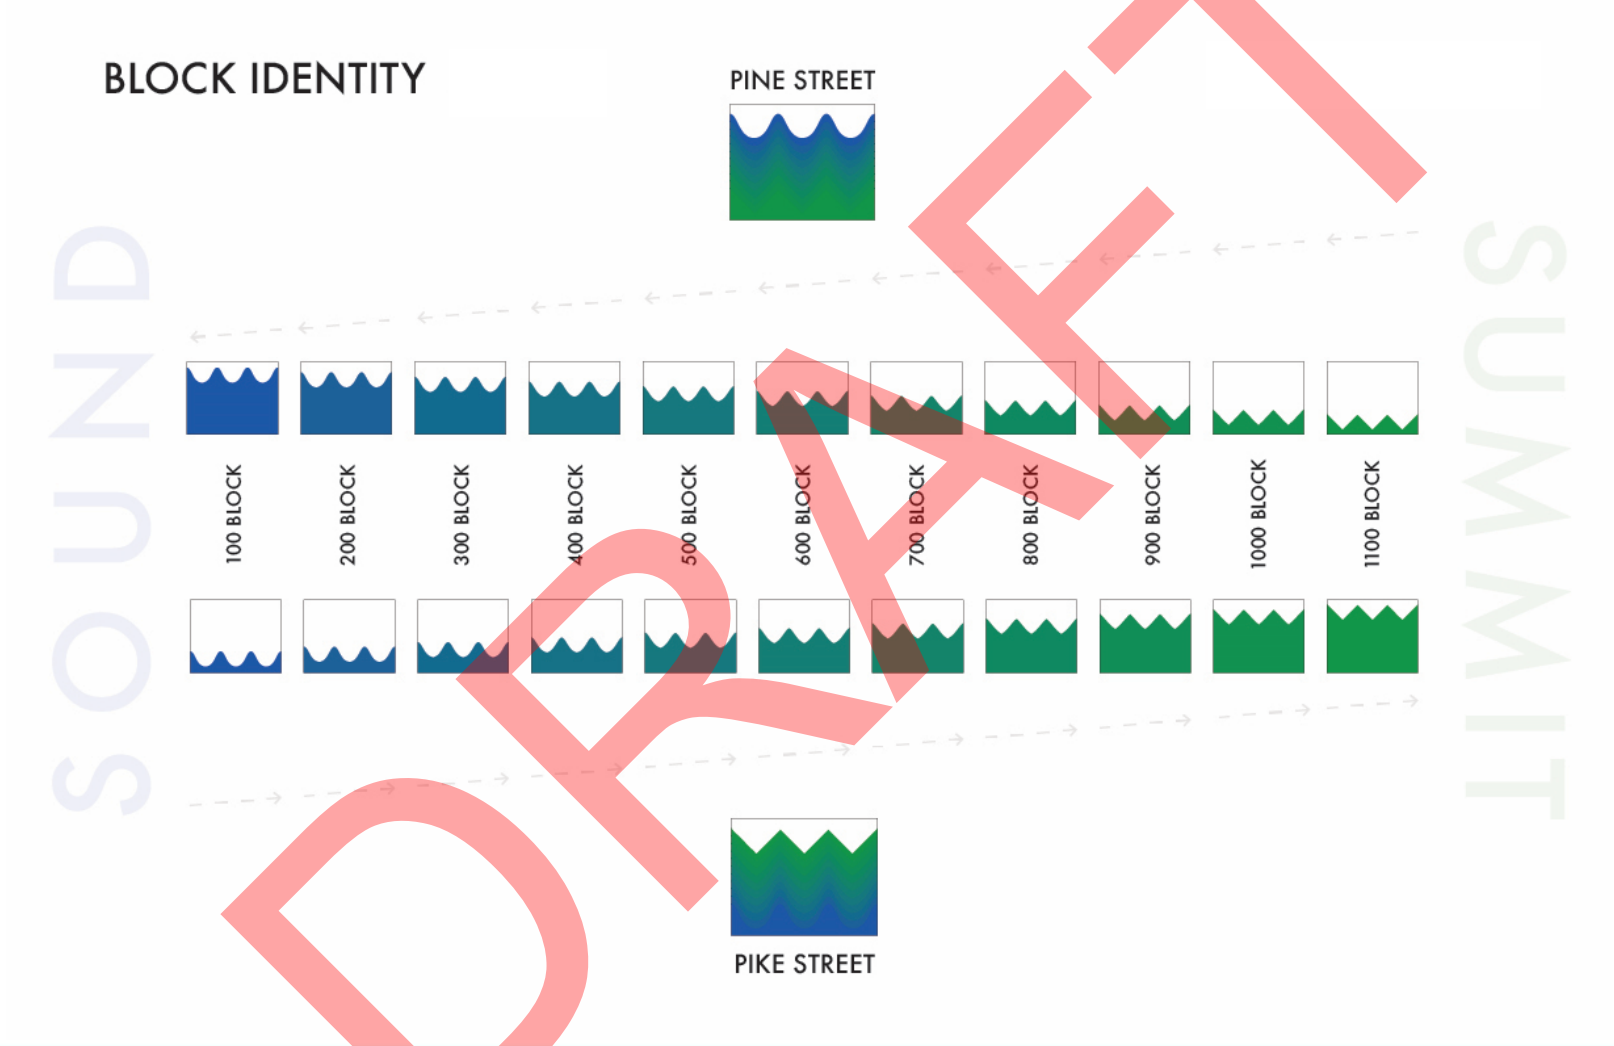 BLOCK IDENTITY
PINE STREET
SOUND
SUMMIT
100 BLOCK
200 BLOCK
300 BLOCK
400 BLOCK
500 BLOCK
600 BLOCK
700 BLOCK
800 BLOCK
900 BLOCK
1000 BLOCK
1100 BLOCK
PIKE STREET
DRAFT